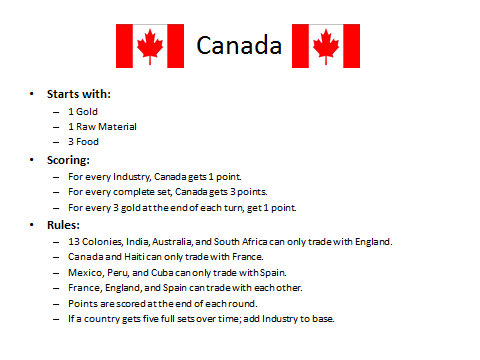 Canada
• Starts with:
– 1 Gold
– 1 Raw Material
– 3 Food
• Scoring:
– For every Industry, Canada gets 1 point.
– For every complete set, Canada gets 3 points.
– For every 3 gold at the end of each turn, get 1 point.
• Rules:
– 13 Colonies, India, Australia, and South Africa can only trade with England.
– Canada and Haiti can only trade with France.
– Mexico, Peru, and Cuba can only trade with Spain.
– France, England, and Spain can trade with each other.
– Points are scored at the end of each round.
– If a country gets five full sets over time; add Industry to base.